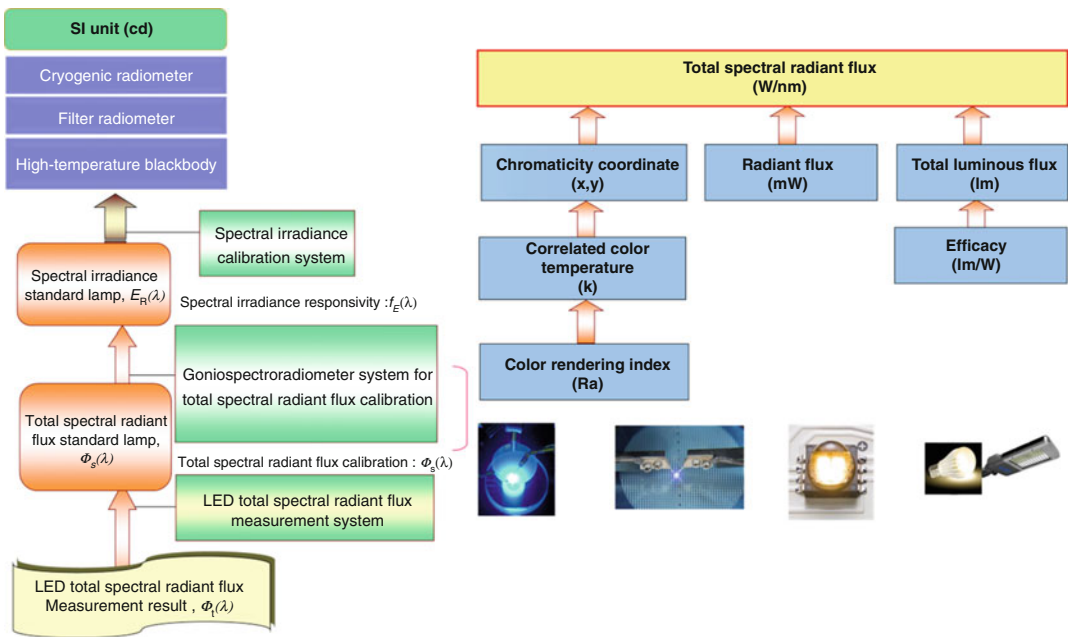 SI unit (cd)
Cryogenic radiometer
Filter radiometer
High-temperature blackbody
Spectral irradiance
calibration system
Spectral irradiance
standard lamp, E_R(λ)
Spectral irradiance responsivity : f_E(λ)
Goniospectroradiometer system for
total spectral radiant flux calibration
Total spectral radiant
flux standard lamp,
Φ_s(λ)
Total spectral radiant flux calibration : Φ_s(λ)
LED total spectral radiant flux
measurement system
LED total spectral radiant flux
Measurement result , Φ_t(λ)
Total spectral radiant flux
(W/nm)
Chromaticity coordinate
(x,y)
Radiant flux
(mW)
Total luminous flux
(lm)
Correlated color
temperature
(k)
Efficacy
(lm/W)
Color rendering index
(Ra)